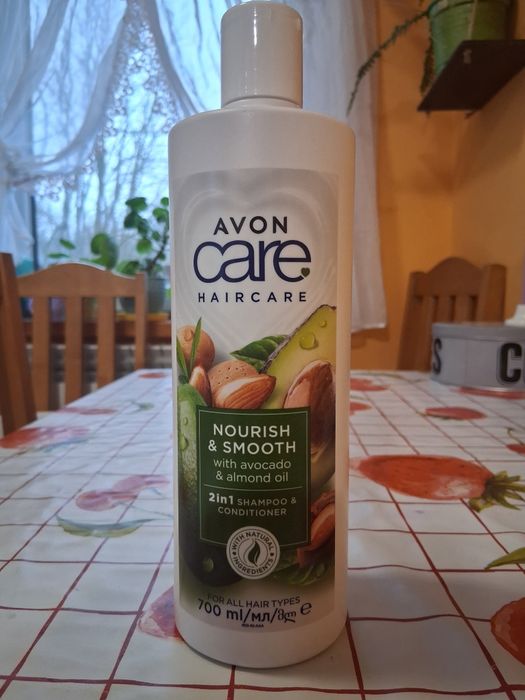 AVON
care
HAIRCARE
NOURISH
& SMOOTH
with avocado
& almond oil
2in1 SHAMPOO &
CONDITIONER
WITH NATURAL
INGREDIENTS
FOR ALL HAIR TYPES
700 ml/мл/მლ ℮